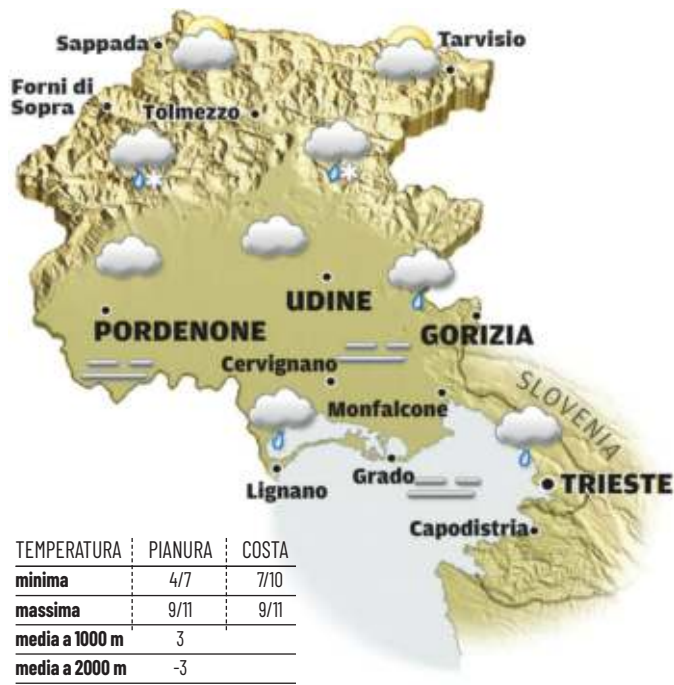 Sappada
Tarvisio
Forni di
Sopra
Tolmezzo
UDINE
PORDENONE
GORIZIA
Cervignano
SLOVENIA
Monfalcone
Grado
Lignano
TRIESTE
Capodistria
TEMPERATURA PIANURA COSTA
minima 4/7 7/10
massima 9/11 9/11
media a 1000 m 3
media a 2000 m -3